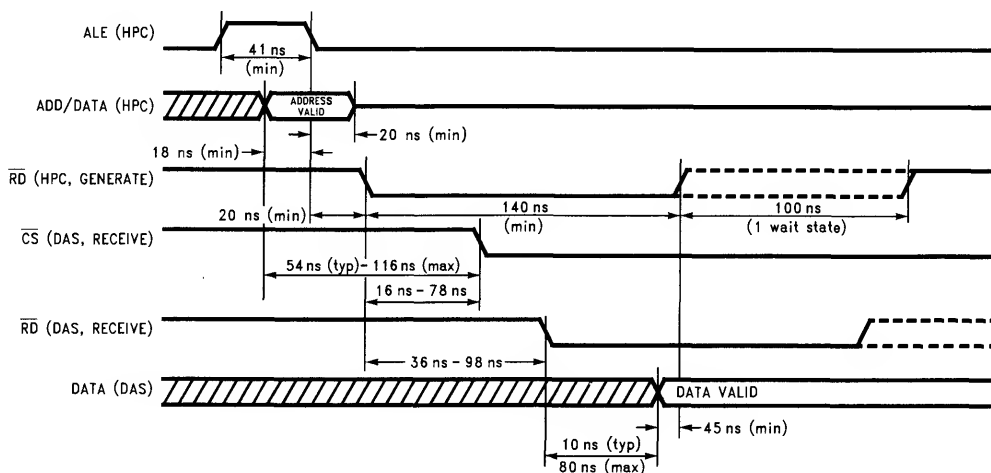 ALE (HPC)
41 ns
(min)
ADD/DATA (HPC)
ADDRESS
VALID
20 ns (min)
18 ns (min)
RD (HPC, GENERATE)
20 ns (min)
140 ns
(min)
100 ns
(1 wait state)
CS (DAS, RECEIVE)
54 ns (typ)-116 ns (max)
16 ns - 78 ns
RD (DAS, RECEIVE)
36 ns - 98 ns
DATA (DAS)
DATA VALID
45 ns (min)
10 ns (typ)
80 ns (max)